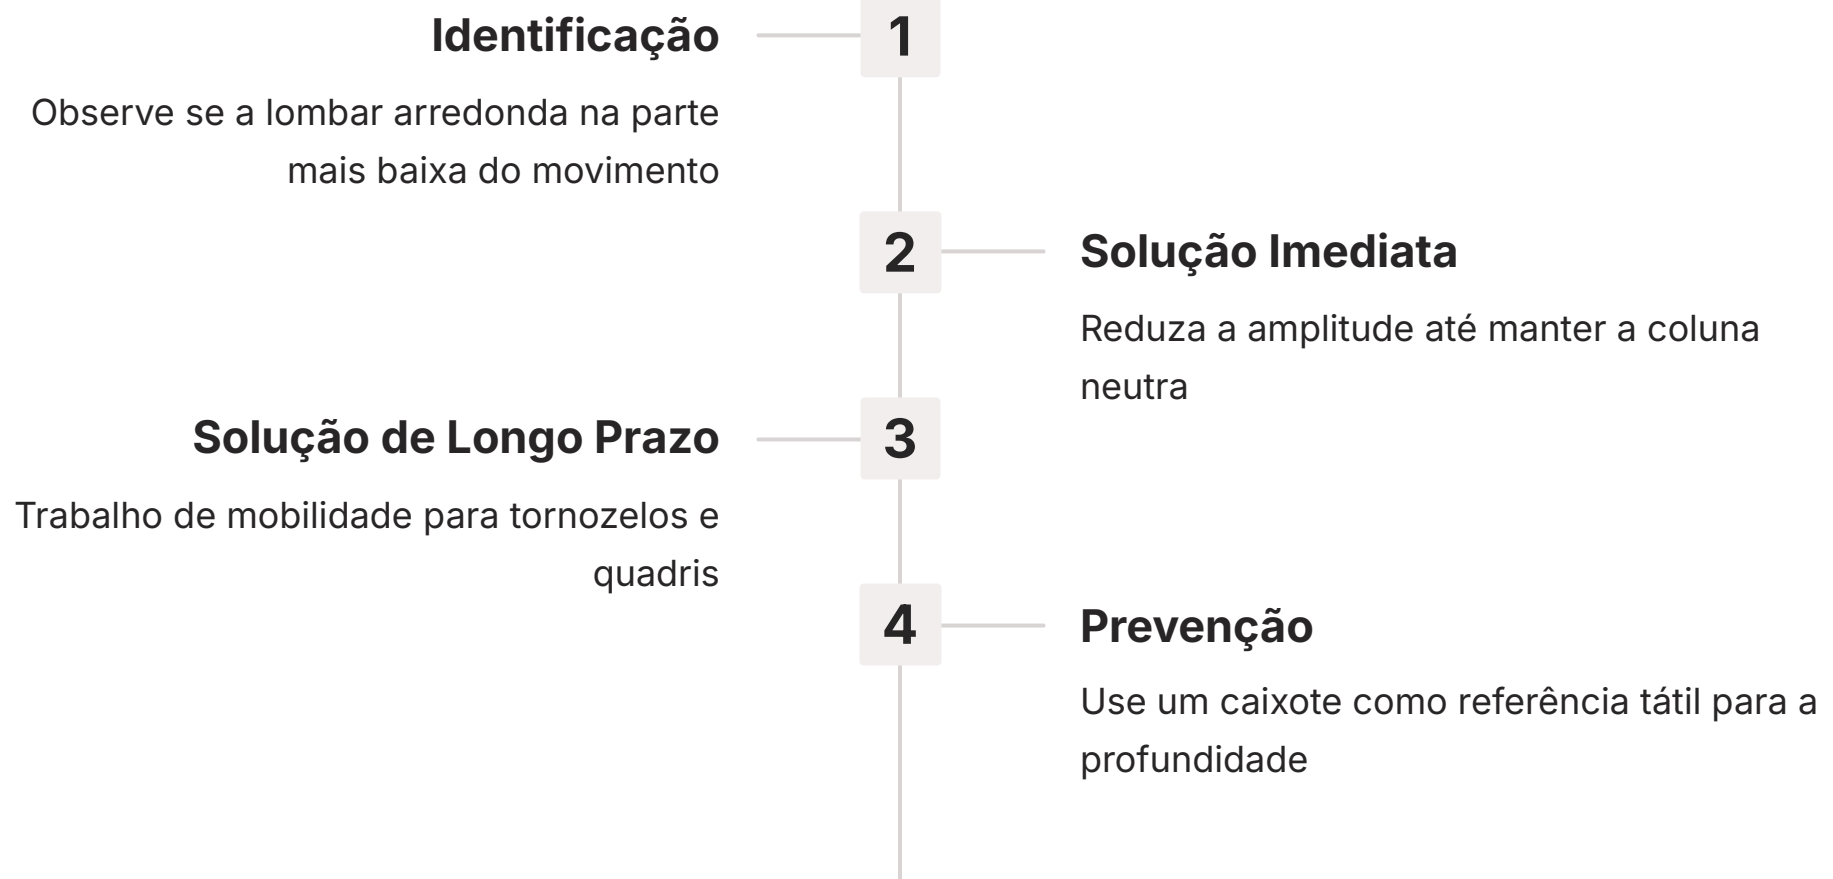 1
Identificação
Observe se a lombar arredonda na parte
mais baixa do movimento
2
Solução Imediata
Reduza a amplitude até manter a coluna
neutra
3
Solução de Longo Prazo
Trabalho de mobilidade para tornozelos e
quadris
4
Prevenção
Use um caixote como referência tátil para a
profundidade